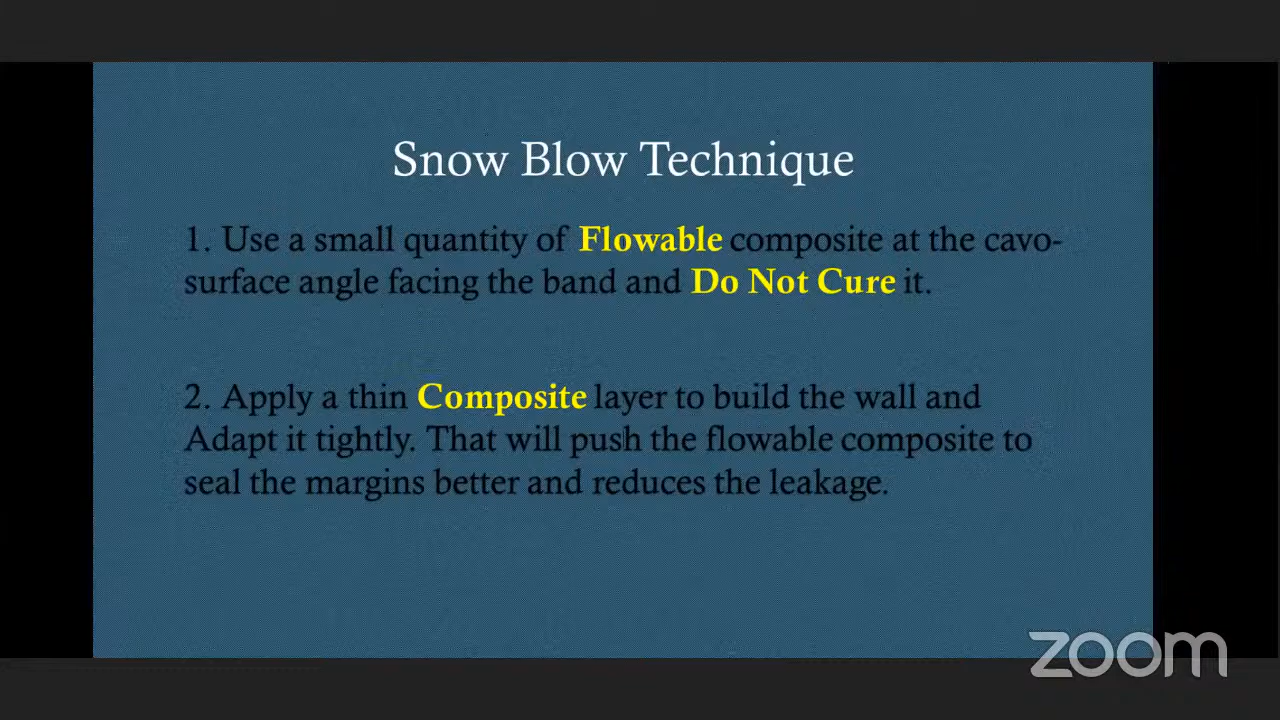 Snow Blow Technique
1. Use a small quantity of Flowable composite at the cavo-
surface angle facing the band and Do Not Cure it.
2. Apply a thin Composite layer to build the wall and
Adapt it tightly. That will push the flowable composite to
seal the margins better and reduces the leakage.
zoom